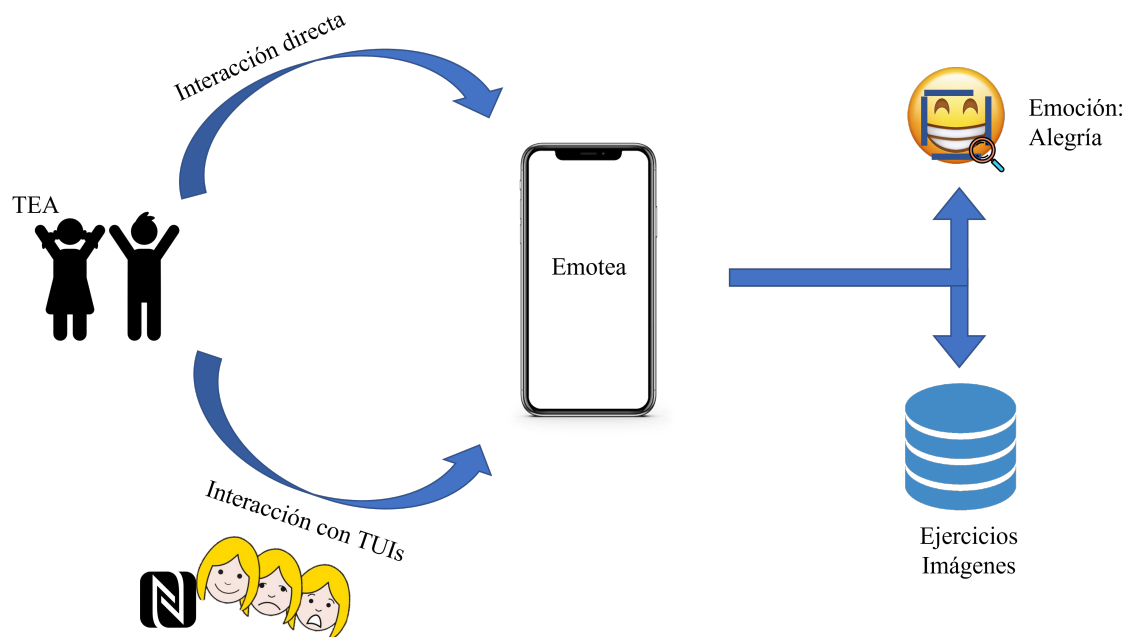 Interacción directa
TEA
Emotea
Emoción:
Alegría
Interacción con TUIs
Ejercicios
Imágenes